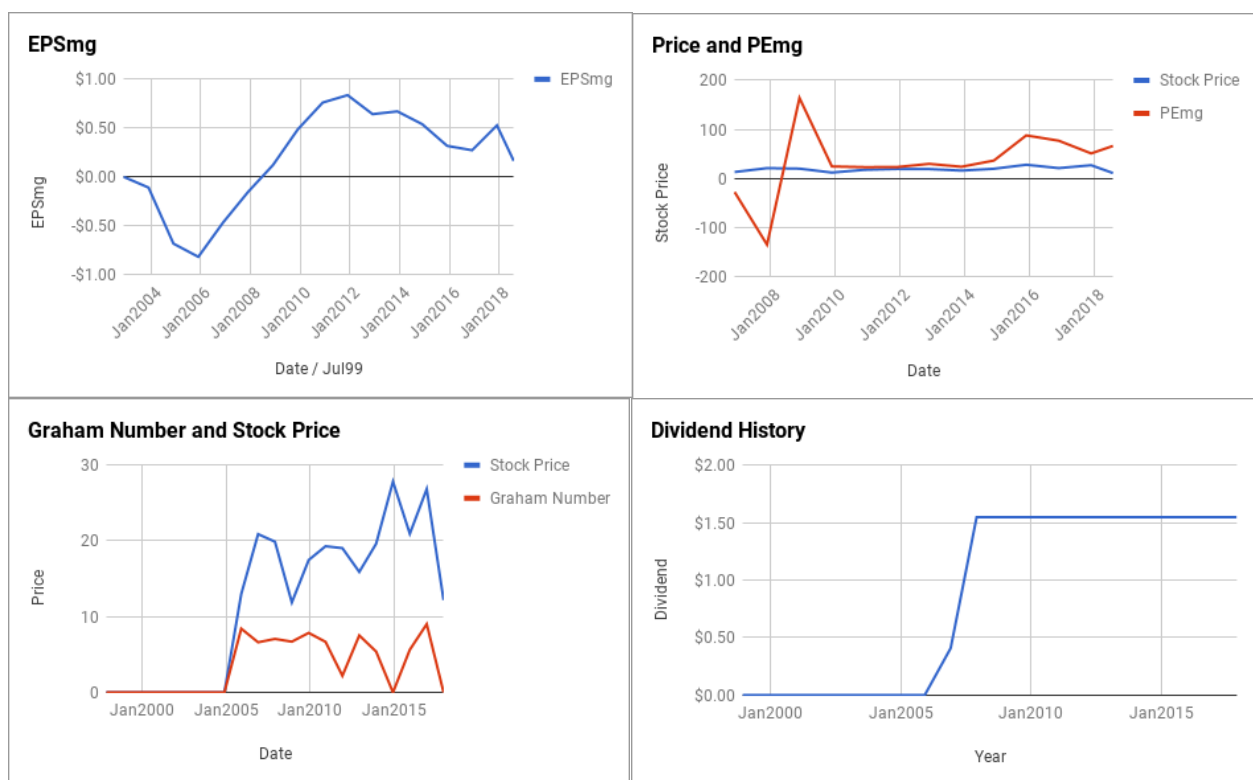 EPSmg
EPSmg
$1.00
$0.50
$0.00
-$0.50
-$1.00
EPSmg
Jan2004
Jan2006
Jan2008
Jan2010
Jan2012
Jan2014
Jan2016
Jan2018
Date / Jul99
Price and PEmg
Stock Price
PEmg
200
100
0
-100
-200
Stock Price
Jan2008
Jan2010
Jan2012
Jan2014
Jan2016
Jan2018
Date
Graham Number and Stock Price
Stock Price
Graham Number
30
20
10
0
Price
Jan2000
Jan2005
Jan2010
Jan2015
Date
Dividend History
$2.00
$1.50
$1.00
$0.50
$0.00
Dividend
Jan2000
Jan2005
Jan2010
Jan2015
Year